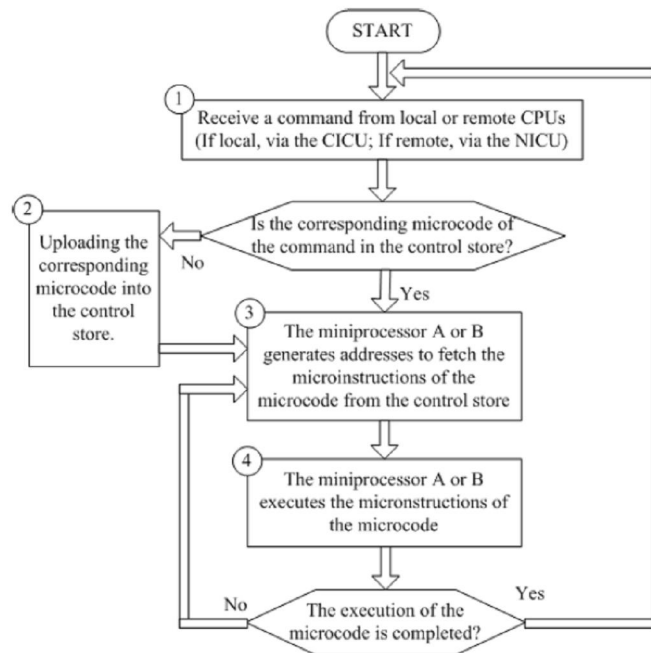 START
1
Receive a command from local or remote CPUs
(If local, via the CICU; If remote, via the NICU)
Is the corresponding microcode of
the command in the control store?
No
2
Uploading the
corresponding
microcode into
the control
store.
Yes
3
The miniprocessor A or B
generates addresses to fetch the
microinstructions of the
microcode from the control store
4
The miniprocessor A or B
executes the micronstructions of
the microcode
No
Yes
The execution of the
microcode is completed?